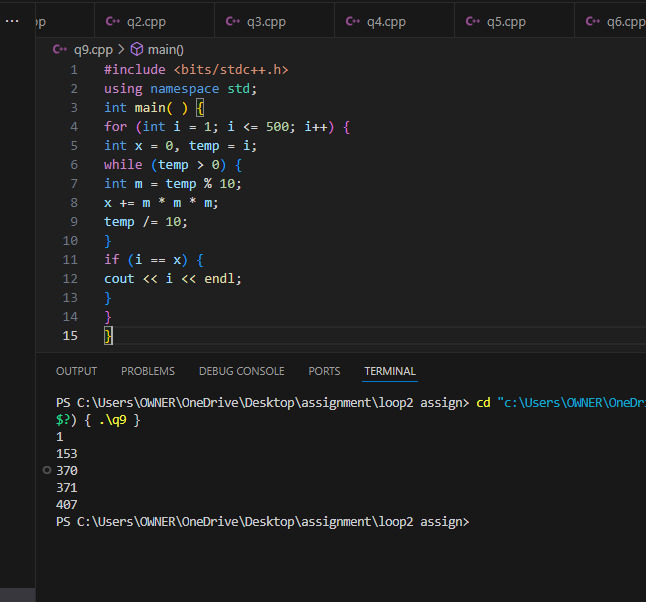 ... pp q2.cpp q3.cpp q4.cpp q5.cpp q6.cpp
q9.cpp > main()
1 #include <bits/stdc++.h>
2 using namespace std;
3 int main( ) {
4 for (int i = 1; i <= 500; i++) {
5 int x = 0, temp = i;
6 while (temp > 0) {
7 int m = temp % 10;
8 x += m * m * m;
9 temp /= 10;
10 }
11 if (i == x) {
12 cout << i << endl;
13 }
14 }
15 }
OUTPUT PROBLEMS DEBUG CONSOLE PORTS TERMINAL
PS C:\Users\OWNER\OneDrive\Desktop\assignment\loop2 assign> cd "c:\Users\OWNER\OneDri
$?) { .\q9 }
1
153
370
371
407
PS C:\Users\OWNER\OneDrive\Desktop\assignment\loop2 assign>